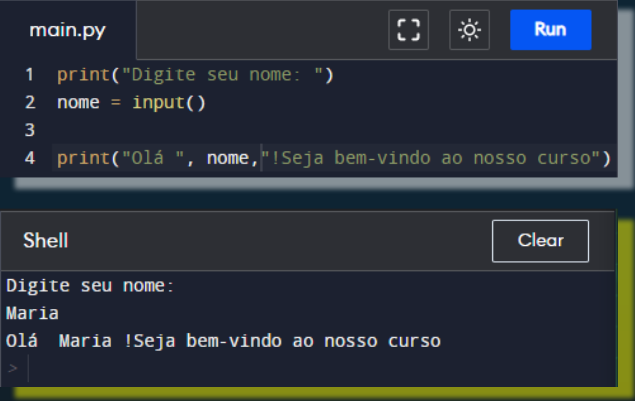 main.py Run
1 print("Digite seu nome: ")
2 nome = input()
3
4 print("Olá ", nome,"!Seja bem-vindo ao nosso curso")
Shell Clear
Digite seu nome:
Maria
Olá  Maria !Seja bem-vindo ao nosso curso
>